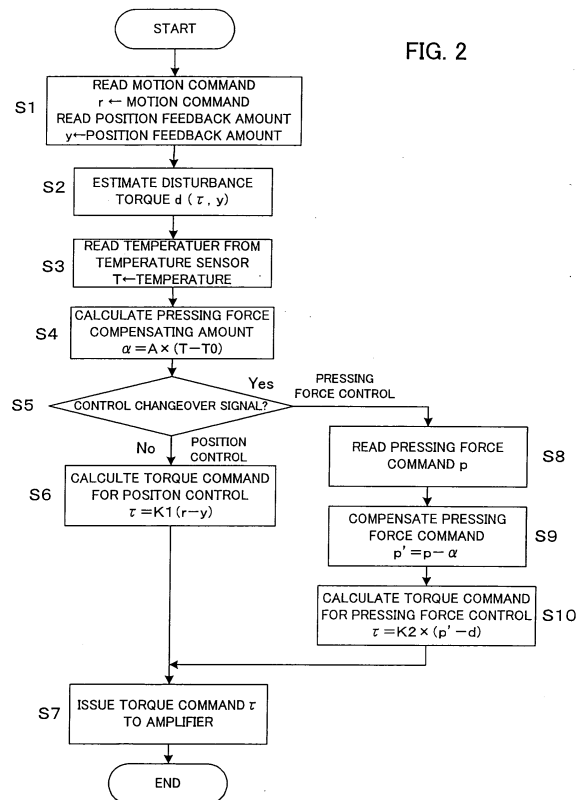 START
FIG. 2
S1
READ MOTION COMMAND
r ← MOTION COMMAND
READ POSITION FEEDBACK AMOUNT
y←POSITION FEEDBACK AMOUNT
S2
ESTIMATE DISTURBANCE
TORQUE d (τ, y)
S3
READ TEMPERATUER FROM
TEMPERATURE SENSOR
T←TEMPERATURE
S4
CALCULATE PRESSING FORCE
COMPENSATING AMOUNT
α=A×(T−T0)
S5
CONTROL CHANGEOVER SIGNAL?
Yes
PRESSING
FORCE CONTROL
No
POSITION
CONTROL
S6
CALCULTE TORQUE COMMAND
FOR POSITON CONTROL
τ=K1(r−y)
READ PRESSING FORCE
COMMAND p
S8
COMPENSATE PRESSING
FORCE COMMAND
p'=p−α
S9
CALCULATE TORQUE COMMAND
FOR PRESSING FORCE CONTROL
τ=K2×(p'−d)
S10
S7
ISSUE TORQUE COMMAND τ
TO AMPLIFIER
END